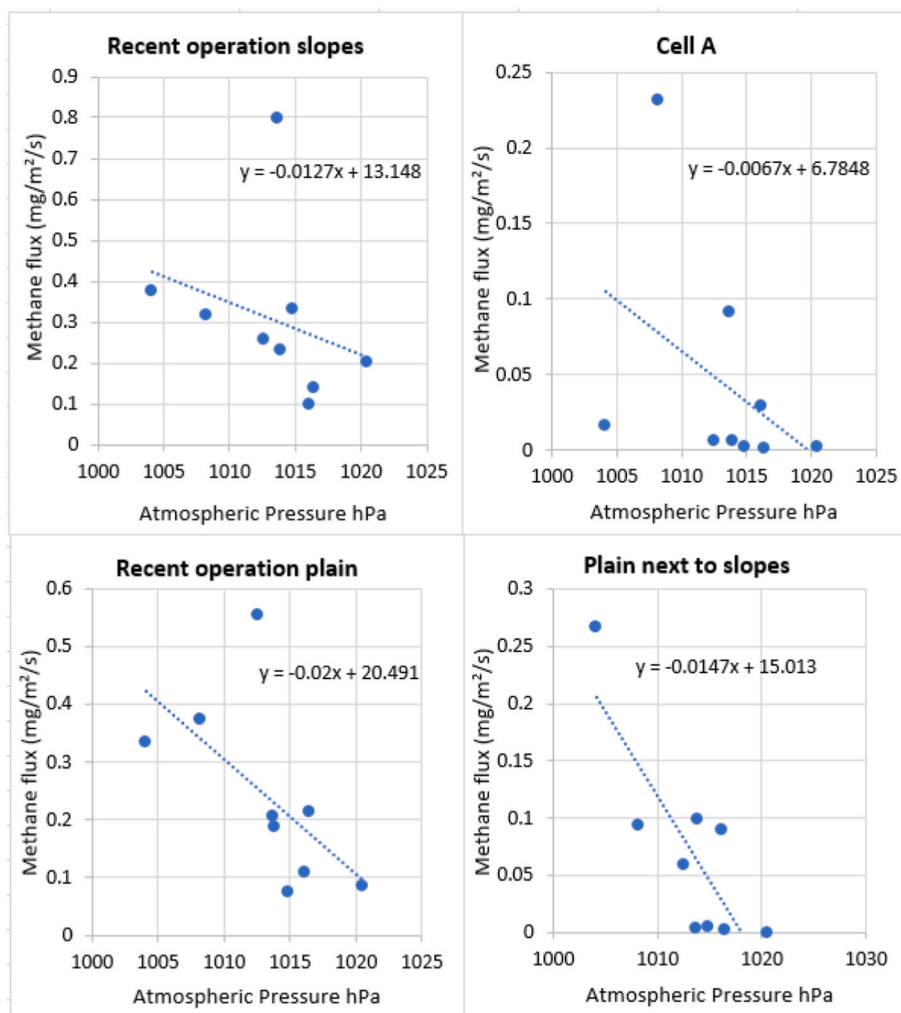 Recent operation slopes
Methane flux (mg/m²/s)
0.9
0.8
0.7
0.6
0.5
0.4
0.3
0.2
0.1
0
y = -0.0127x + 13.148
1000 1005 1010 1015 1020 1025
Atmospheric Pressure hPa
Cell A
Methane flux (mg/m²/s)
0.25
0.2
0.15
0.1
0.05
0
y = -0.0067x + 6.7848
1000 1005 1010 1015 1020 1025
Atmospheric Pressure hPa
Recent operation plain
Methane flux (mg/m²/s)
0.6
0.5
0.4
0.3
0.2
0.1
0
y = -0.02x + 20.491
1000 1005 1010 1015 1020 1025
Atmospheric Pressure hPa
Plain next to slopes
Methane flux (mg/m²/s)
0.3
0.25
0.2
0.15
0.1
0.05
0
y = -0.0147x + 15.013
1000 1010 1020 1030
Atmospheric Pressure hPa